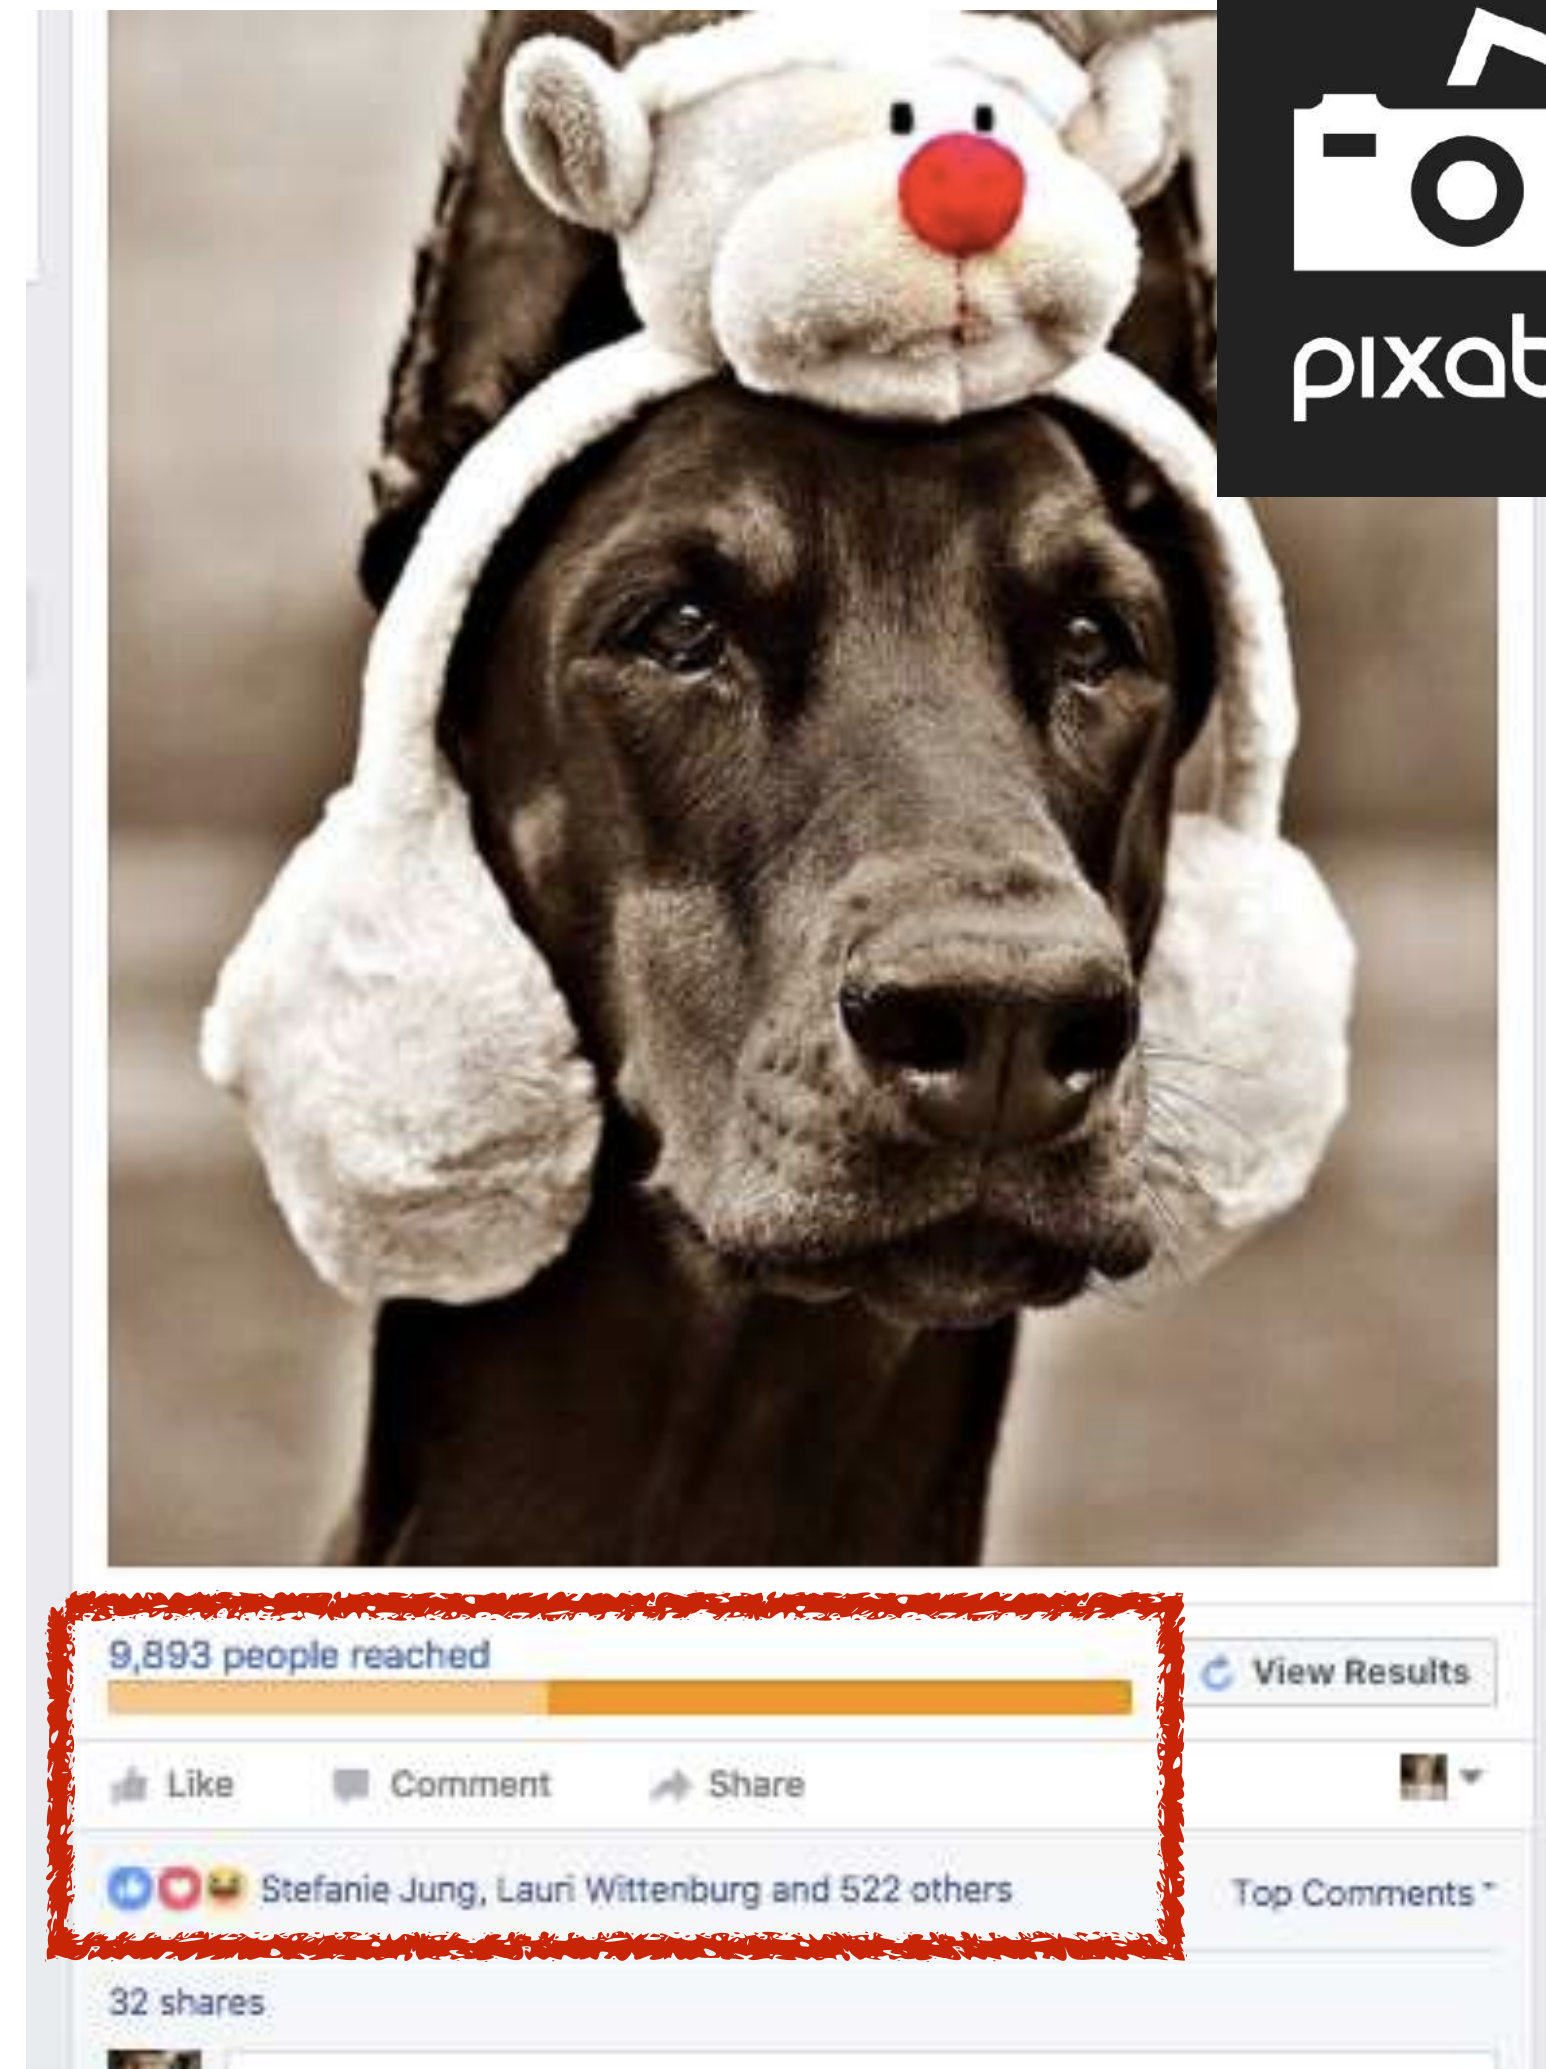 pixab
9,893 people reached
View Results
Like
Comment
Share
Stefanie Jung, Lauri Wittenburg and 522 others
Top Comments
32 shares